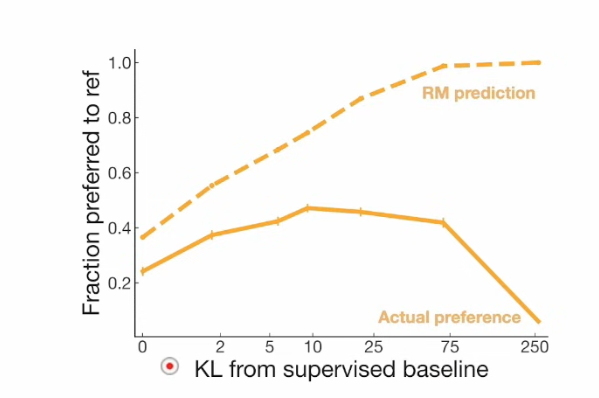 Fraction preferred to ref
1.0
0.8
0.6
0.4
0.2
RM prediction
Actual preference
0 2 5 10 25 75 250
KL from supervised baseline